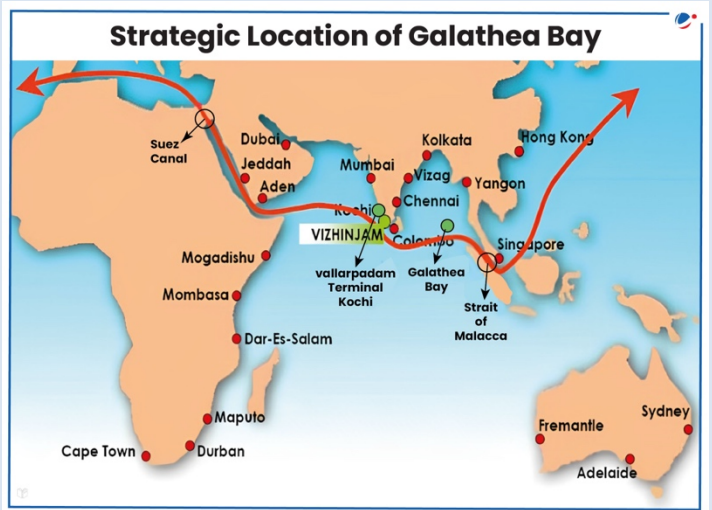 Strategic Location of Galathea Bay
Suez
Canal
Dubai
Jeddah
Aden
Mumbai
Kolkata
Hong Kong
Vizag
Yangon
Chennai
Kochi
VIZHINJAM
Colombo
Singapore
vallarpadam
Terminal
Kochi
Galathea
Bay
Strait
of
Malacca
Mogadishu
Mombasa
Dar-Es-Salam
Maputo
Cape Town
Durban
Fremantle
Sydney
Adelaide